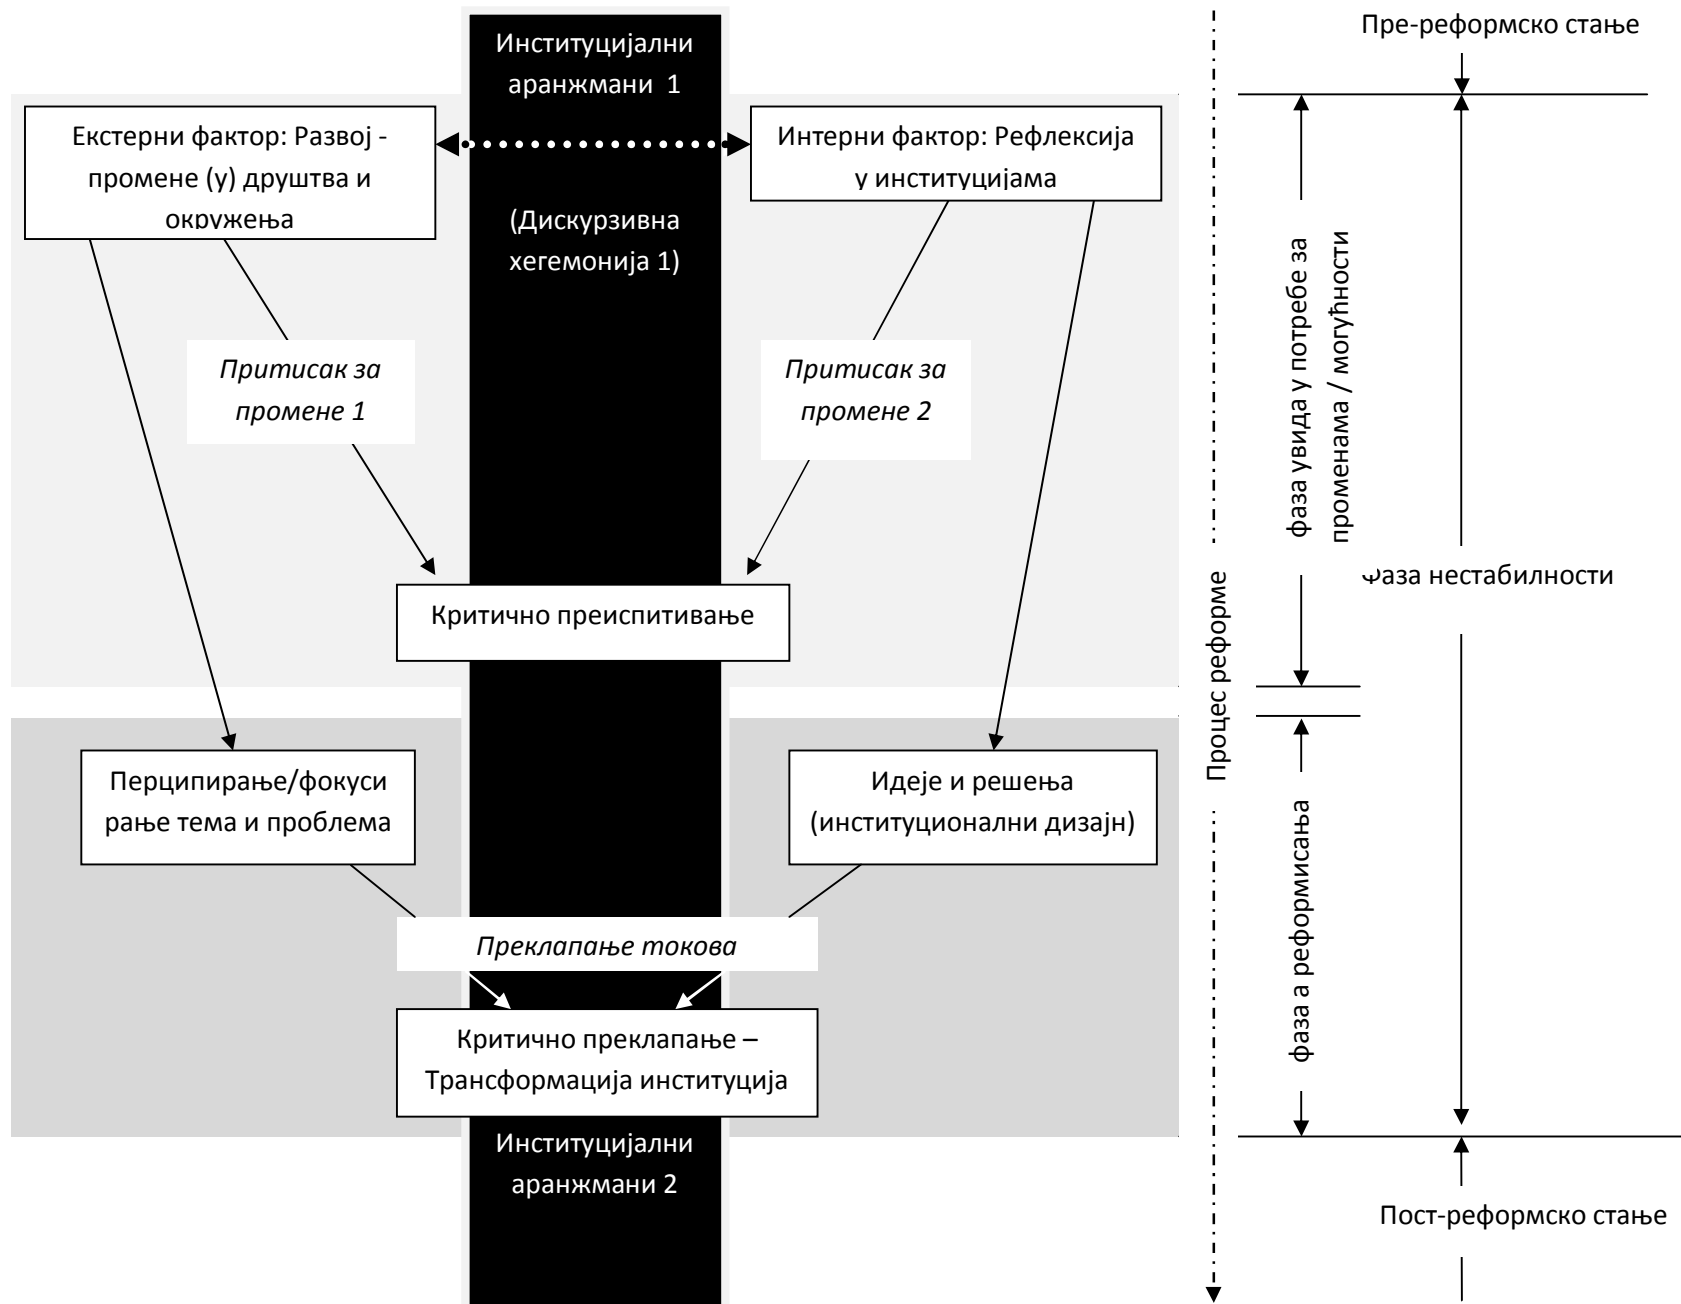 Институцијални
аранжмани 1
Пре-реформско стање
Екстерни фактор: Развој -
промене (у) друштва и
окружења
Интерни фактор: Рефлексија
у институцијама
(Дискурзивна
хегемонија 1)
Притисак за
промене 1
Притисак за
промене 2
фаза увида у потребе за
променама / могућности
Фаза нестабилности
Процес реформе
Критично преиспитивање
Перципирање/фокуси
рање тема и проблема
Идеје и решења
(институционални дизајн)
фаза а реформисања
Преклапање токова
Критично преклапање –
Трансформација институција
Институцијални
аранжмани 2
Пост-реформско стање